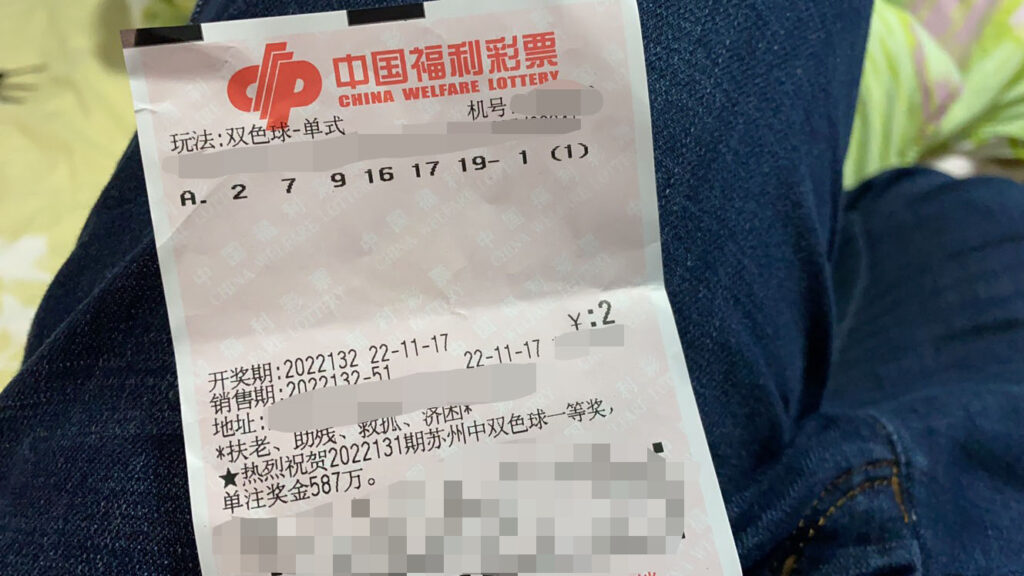 中国福利彩票
CHINA WELFARE LOTTERY
机号:
玩法:双色球-单式
A. 2 7 9 16 17 19- 1 (1)
¥:2
开奖期:2022132 22-11-17
销售期:2022132-51 22-11-17
地址:
*扶老、助残、救孤、济困*
★热烈祝贺2022131期苏州中双色球一等奖,
单注奖金587万。